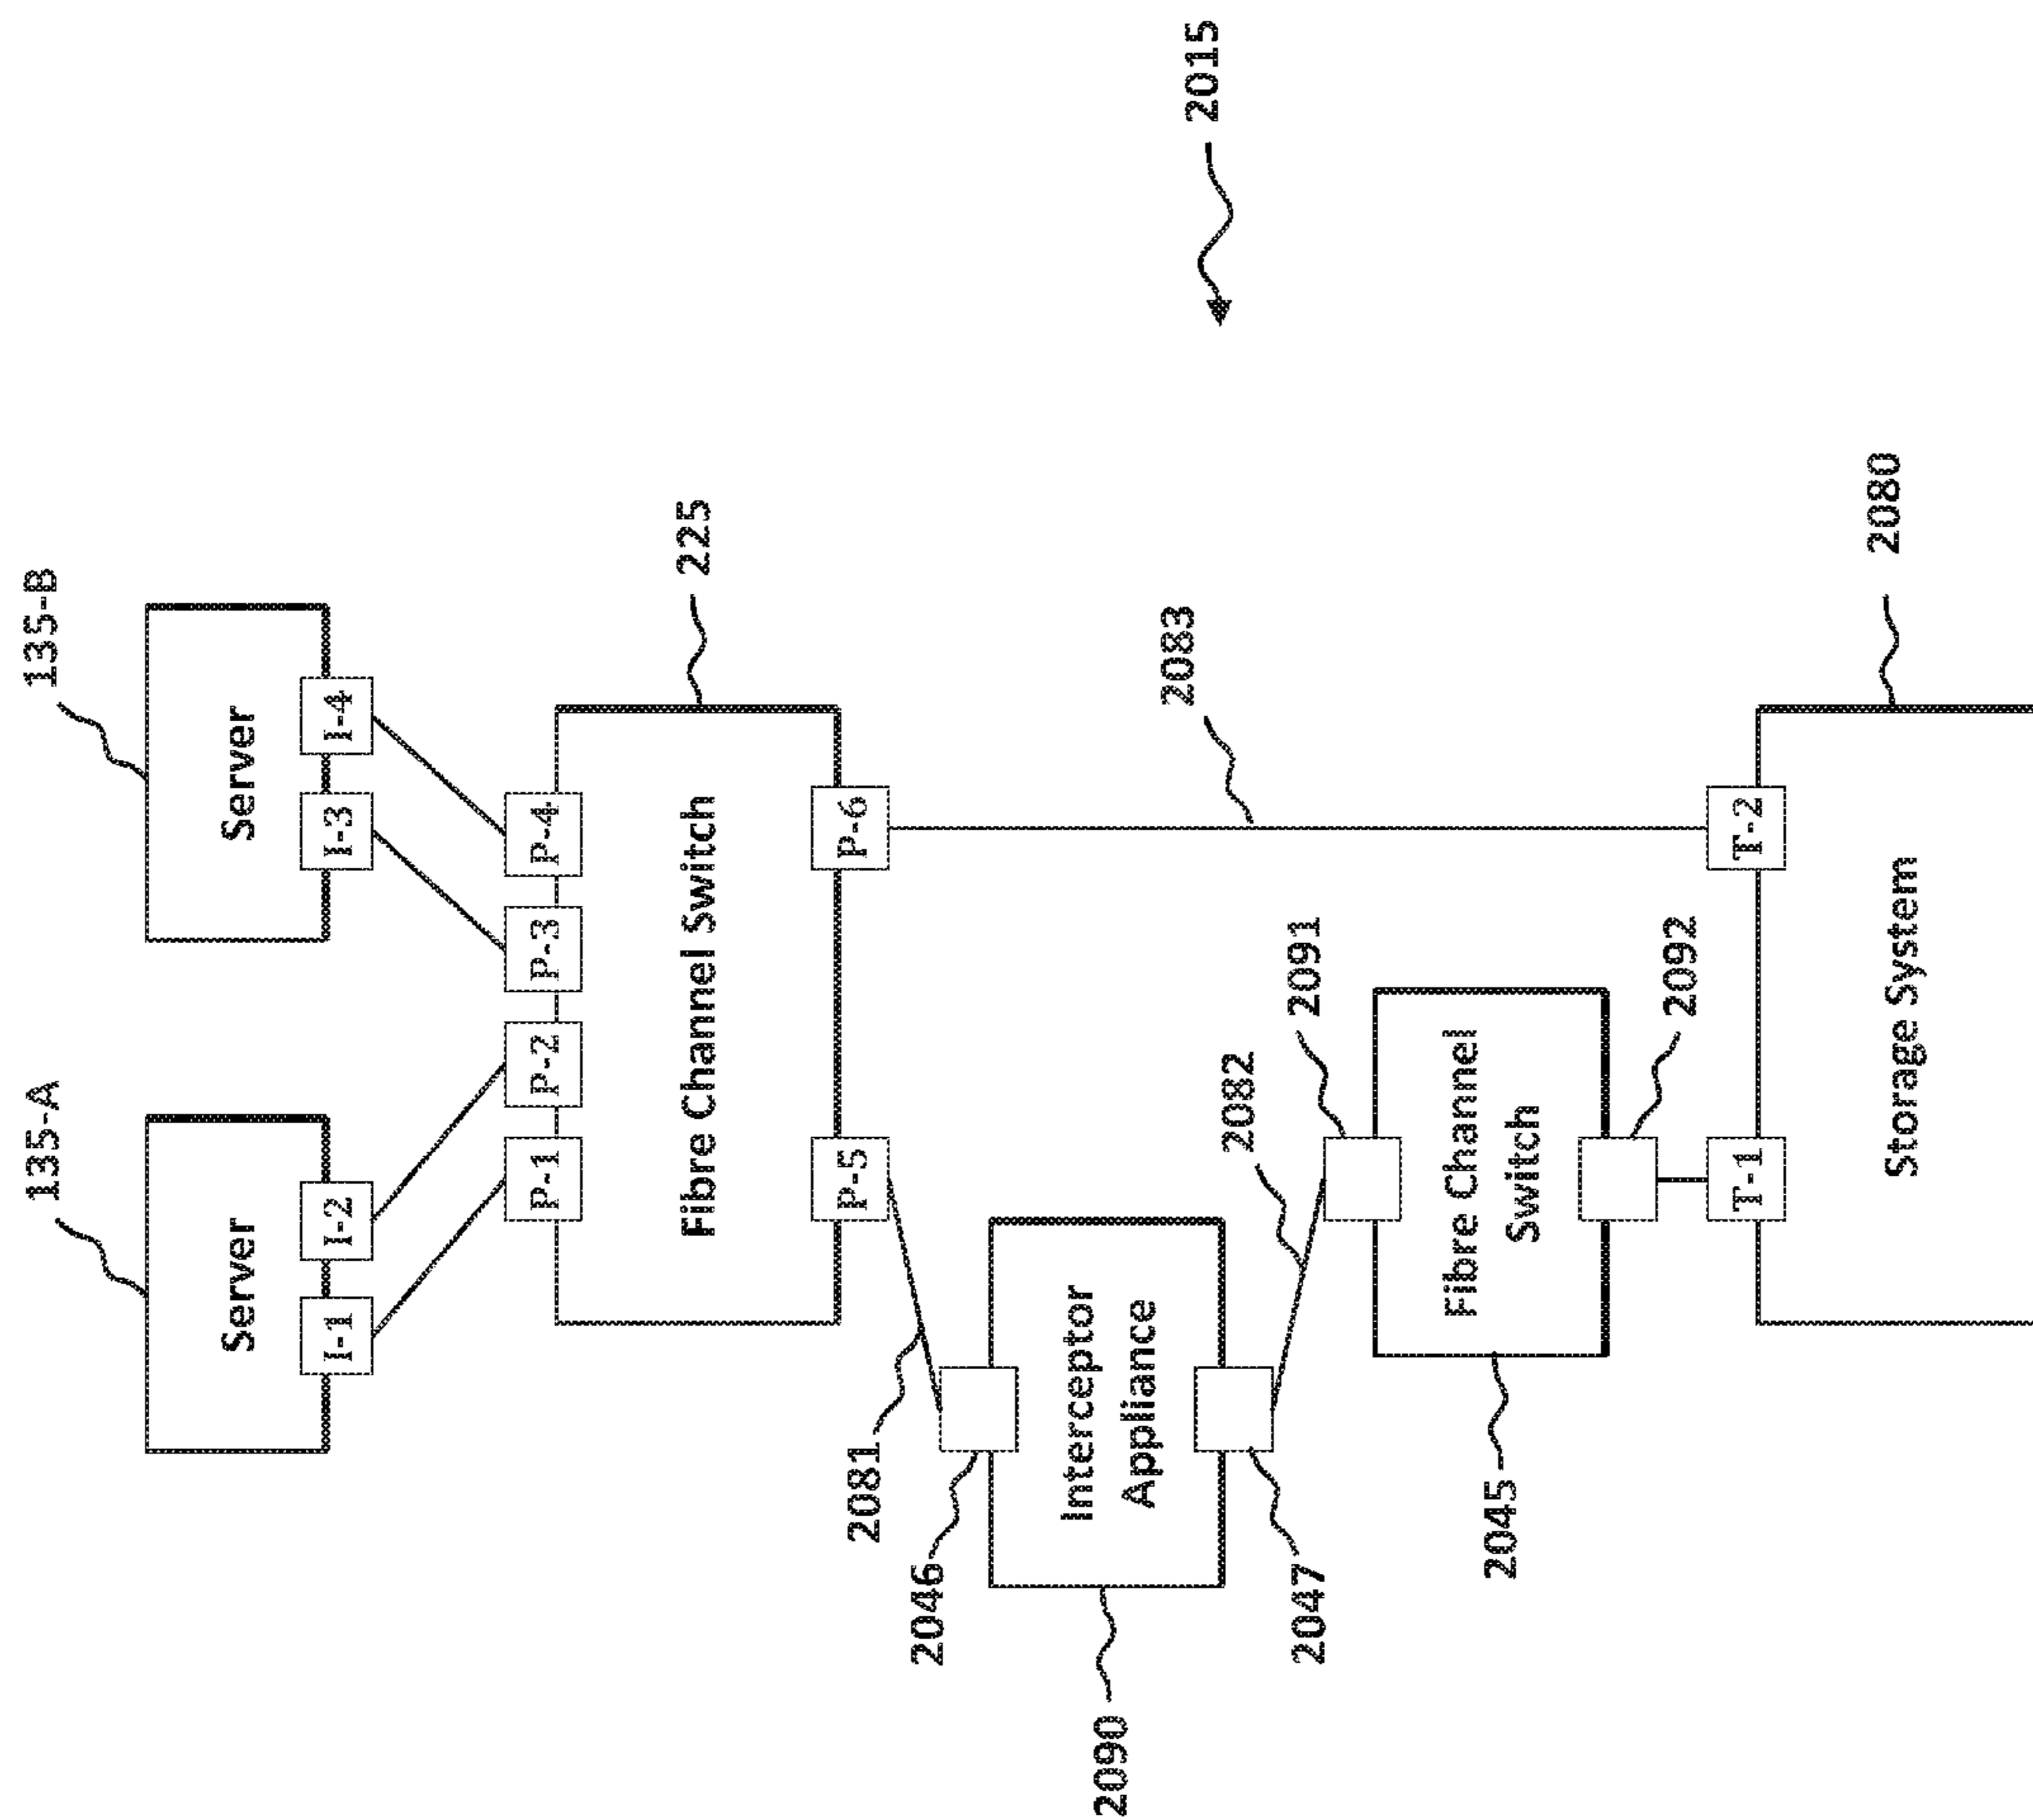 135-A
135-B
Server
Server
I-1
I-2
I-3
I-4
P-1
P-2
P-3
P-4
225
Fibre Channel Switch
P-5
P-6
2081
2046
2083
2015
Interceptor
Appliance
2090
2047
2082
2091
Fibre Channel
Switch
2045
2092
T-1
T-2
2080
Storage System